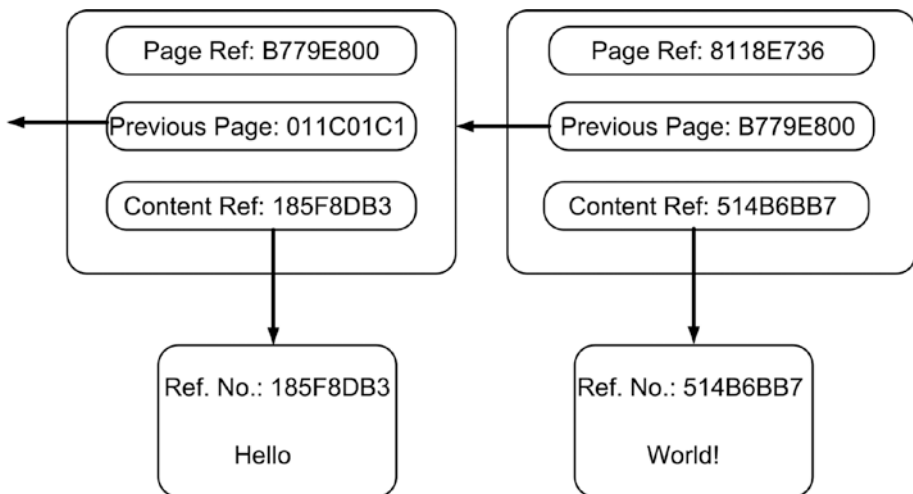 Page Ref: B779E800
Previous Page: 011C01C1
Content Ref: 185F8DB3
Ref. No.: 185F8DB3
Hello
Page Ref: 8118E736
Previous Page: B779E800
Content Ref: 514B6BB7
Ref. No.: 514B6BB7
World!